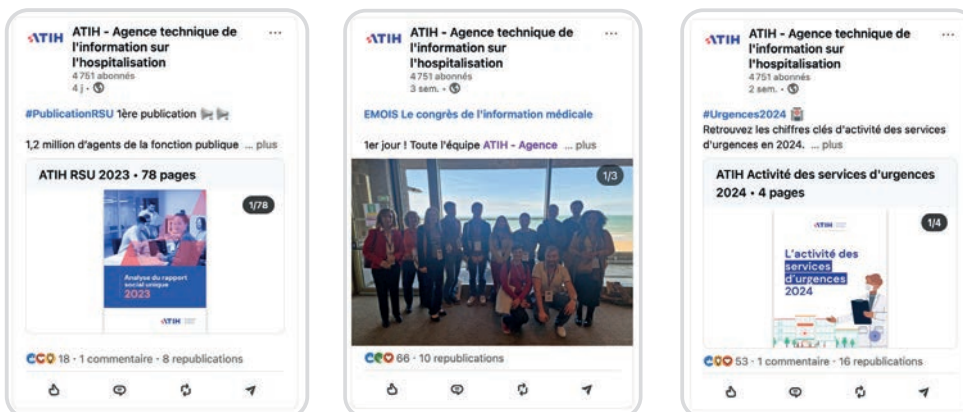 ATIH
ATIH - Agence technique de
l'information sur
l'hospitalisation
4 751 abonnés
4 j •
#PublicationRSU 1ère publication
1,2 million d'agents de la fonction publique ... plus
ATIH RSU 2023 • 78 pages
1/78
Analyse du rapport
social unique
2023
ATIH
18 · 1 commentaire · 8 republications
ATIH
ATIH - Agence technique de
l'information sur
l'hospitalisation
4 751 abonnés
3 sem. •
EMOIS Le congrès de l'information médicale
1er jour ! Toute l'équipe ATIH - Agence ... plus
1/3
66 · 10 republications
ATIH
ATIH - Agence technique de
l'information sur
l'hospitalisation
4 751 abonnés
2 sem. •
#Urgences2024
Retrouvez les chiffres clés d'activité des services
d'urgences en 2024. ... plus
ATIH Activité des services d'urgences
2024 • 4 pages
1/4
ATIH
L'activité des
services
d'urgences
2024
53 · 1 commentaire · 16 republications